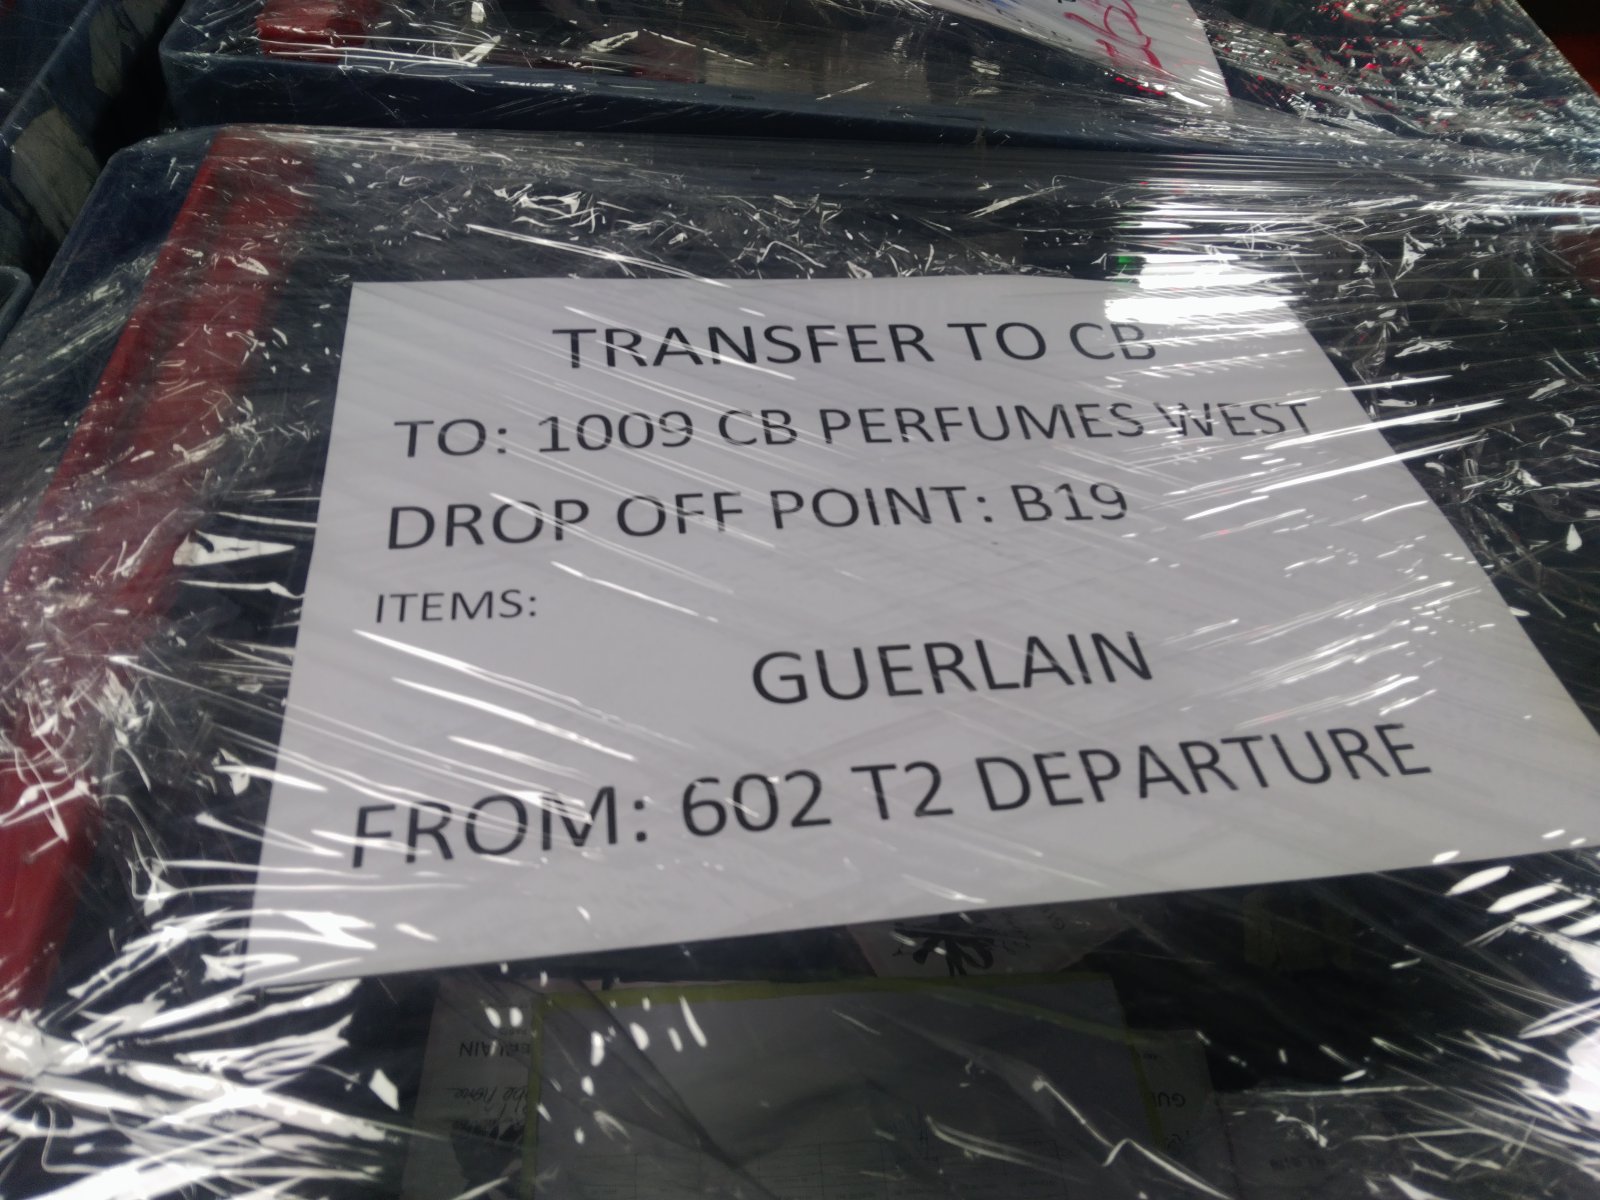 TRANSFER TO CB
TO: 1009 CB PERFUMES WEST
DROP OFF POINT: B19
ITEMS:
GUERLAIN
FROM: 602 T2 DEPARTURE